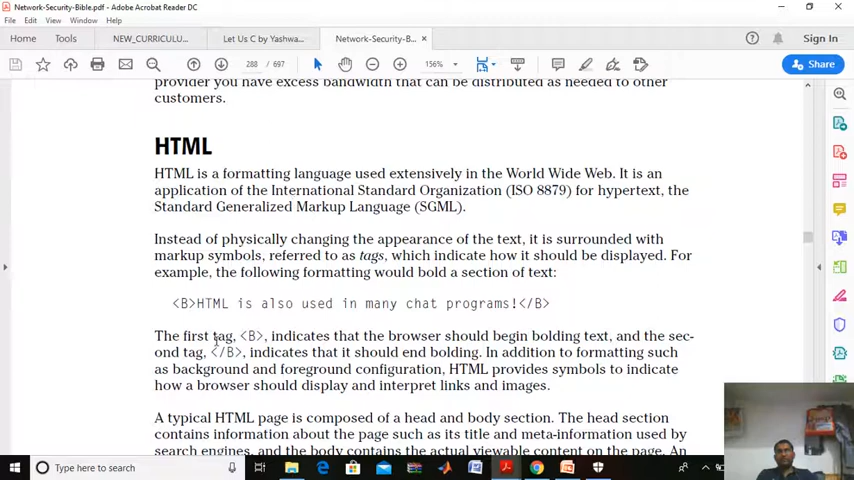 Network-Security-Bible.pdf - Adobe Acrobat Reader DC
File Edit View Window Help
Home Tools NEW_CURRICULU... Let Us C by Yashwa... Network-Security-B... × Sign In
288 / 697 156% Share
provider you have excess bandwidth that can be distributed as needed to other
customers.
HTML
HTML is a formatting language used extensively in the World Wide Web. It is an
application of the International Standard Organization (ISO 8879) for hypertext, the
Standard Generalized Markup Language (SGML).
Instead of physically changing the appearance of the text, it is surrounded with
markup symbols, referred to as tags, which indicate how it should be displayed. For
example, the following formatting would bold a section of text:
<B>HTML is also used in many chat programs!</B>
The first tag, <B>, indicates that the browser should begin bolding text, and the sec-
ond tag, </B>, indicates that it should end bolding. In addition to formatting such
as background and foreground configuration, HTML provides symbols to indicate
how a browser should display and interpret links and images.
A typical HTML page is composed of a head and body section. The head section
contains information about the page such as its title and meta-information used by
search engines, and the body contains the actual viewable content on the page. An
Type here to search